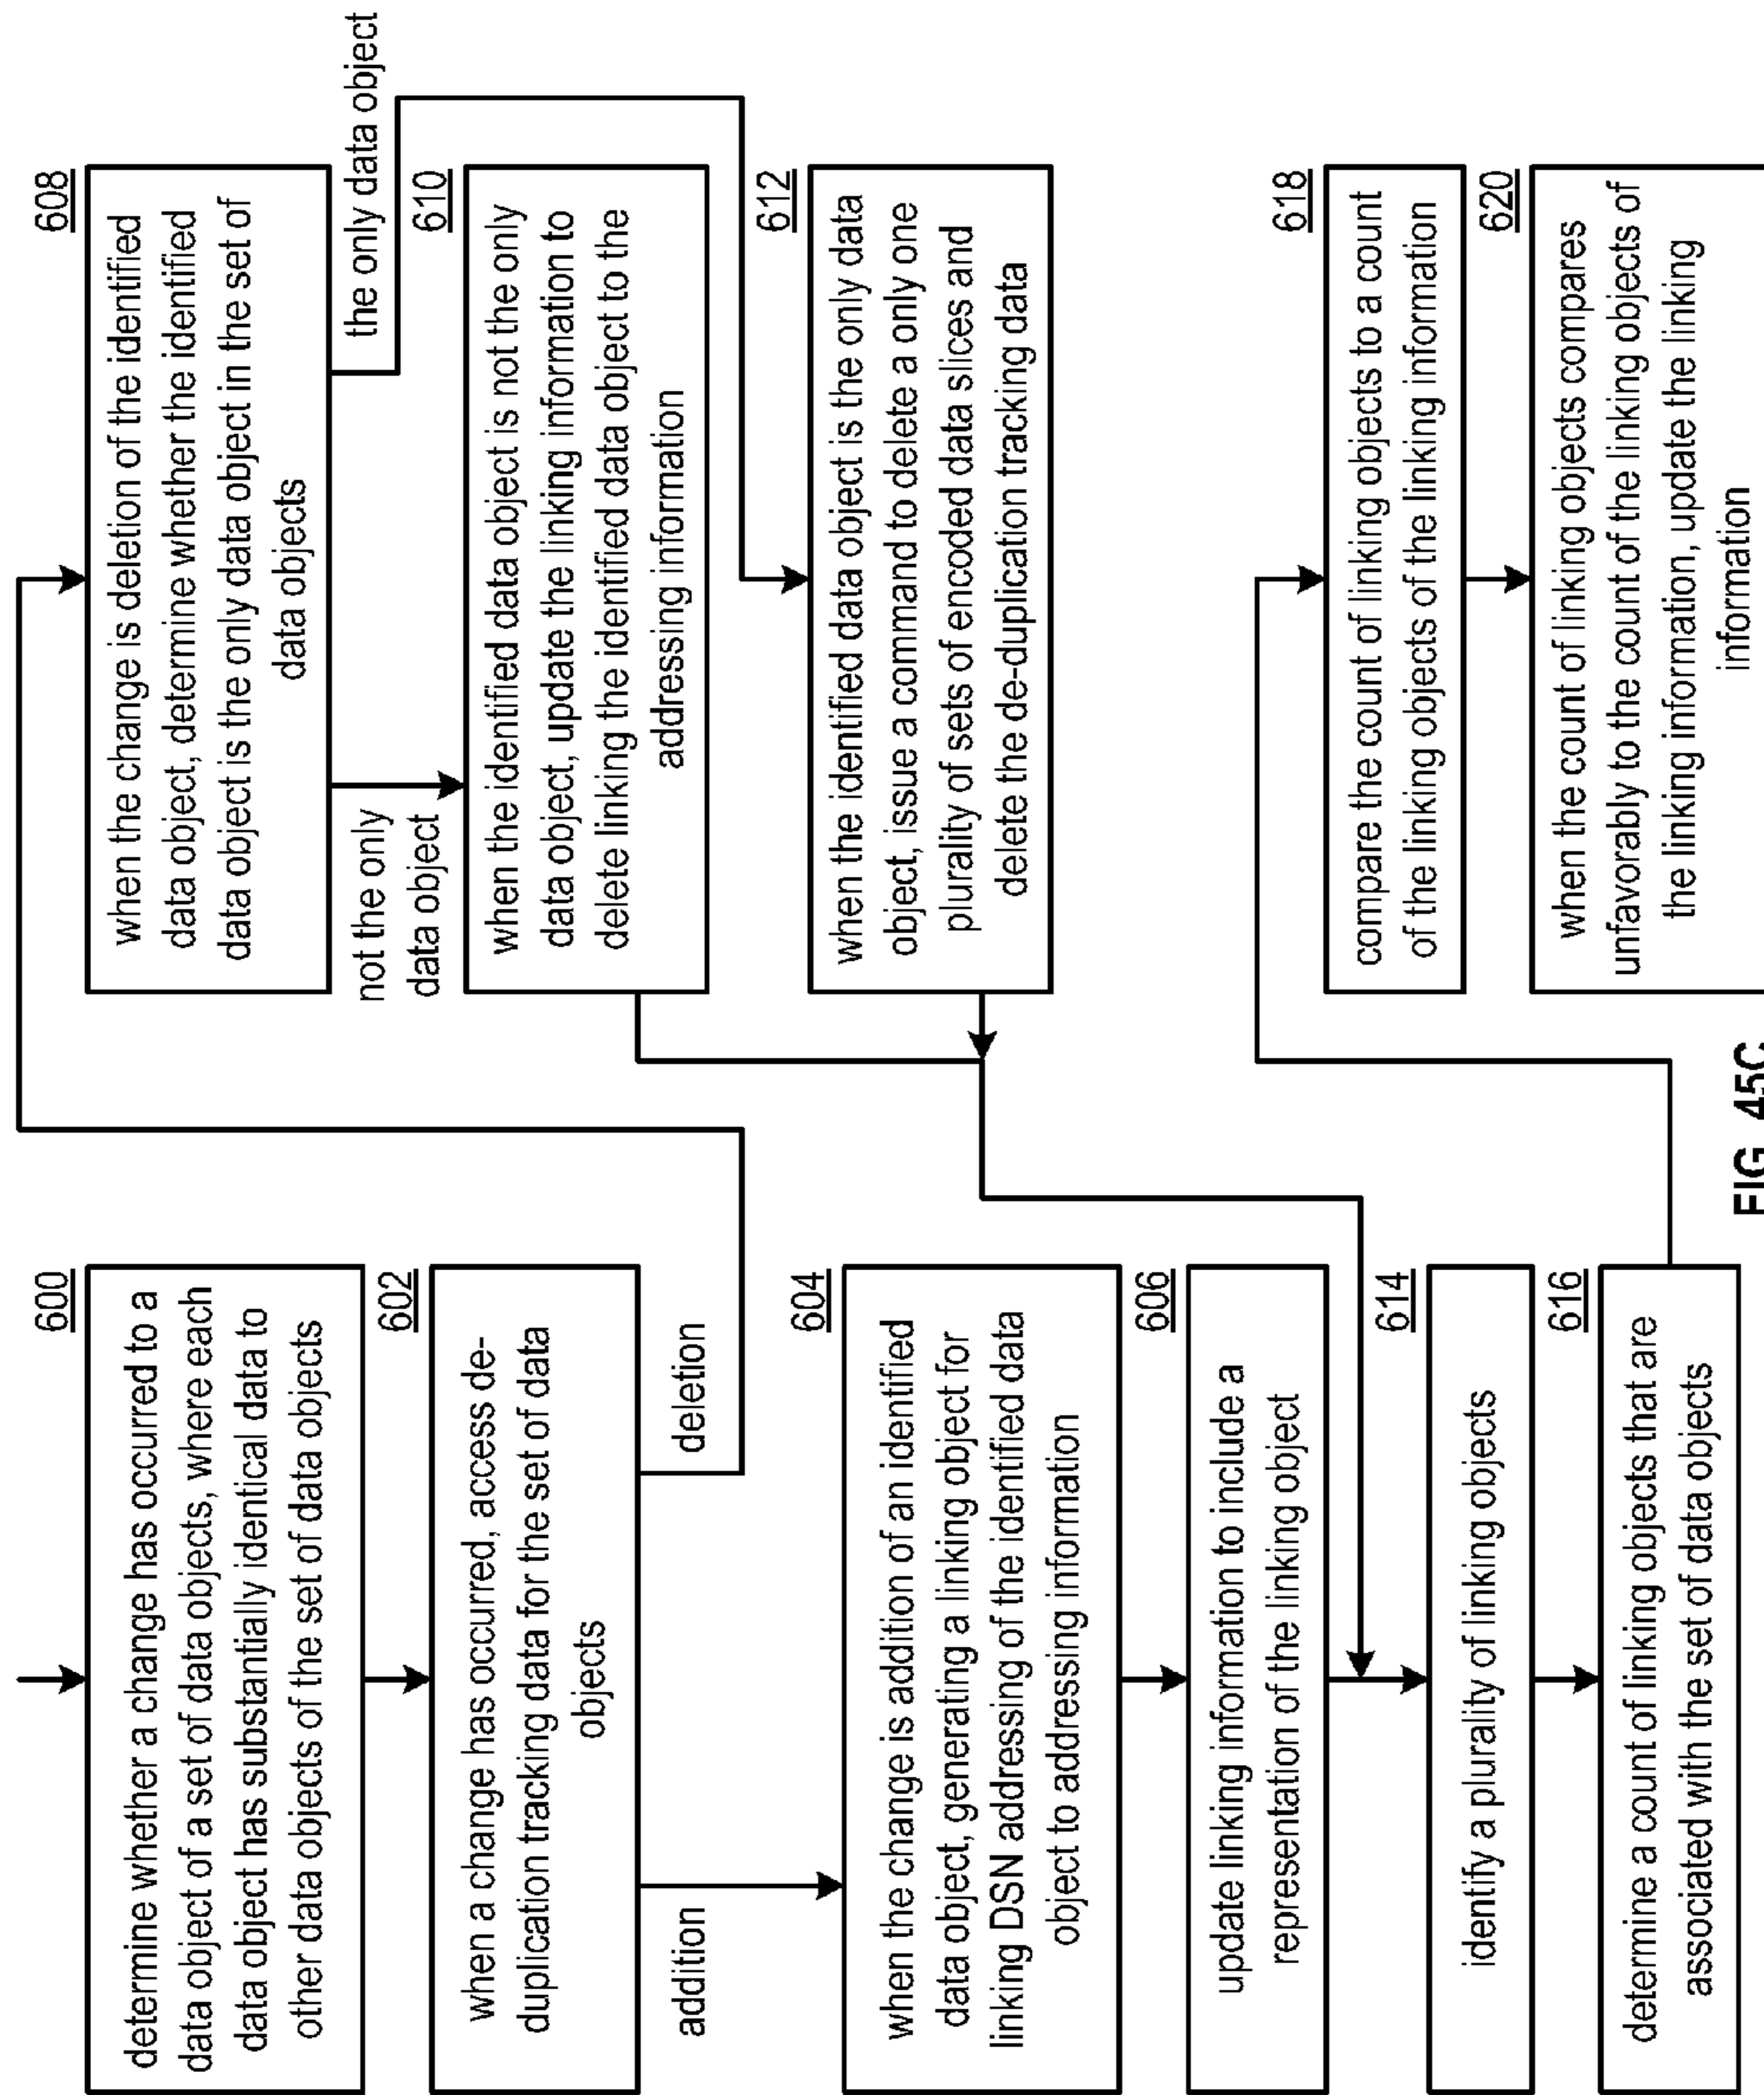 600
determine whether a change has occurred to a
data object of a set of data objects, where each
data object has substantially identical data to
other data objects of the set of data objects
602
when a change has occurred, access de-
duplication tracking data for the set of data
objects
addition
deletion
604
when the change is addition of an identified
data object, generating a linking object for
linking DSN addressing of the identified data
object to addressing information
606
update linking information to include a
representation of the linking object
614
identify a plurality of linking objects
616
determine a count of linking objects that are
associated with the set of data objects
608
when the change is deletion of the identified
data object, determine whether the identified
data object is the only data object in the set of
data objects
not the only
data object
the only data object
610
when the identified data object is not the only
data object, update the linking information to
delete linking the identified data object to the
addressing information
612
when the identified data object is the only data
object, issue a command to delete a only one
plurality of sets of encoded data slices and
delete the de-duplication tracking data
618
compare the count of linking objects to a count
of the linking objects of the linking information
620
when the count of linking objects compares
unfavorably to the count of the linking objects of
the linking information, update the linking
information
FIG. 45C